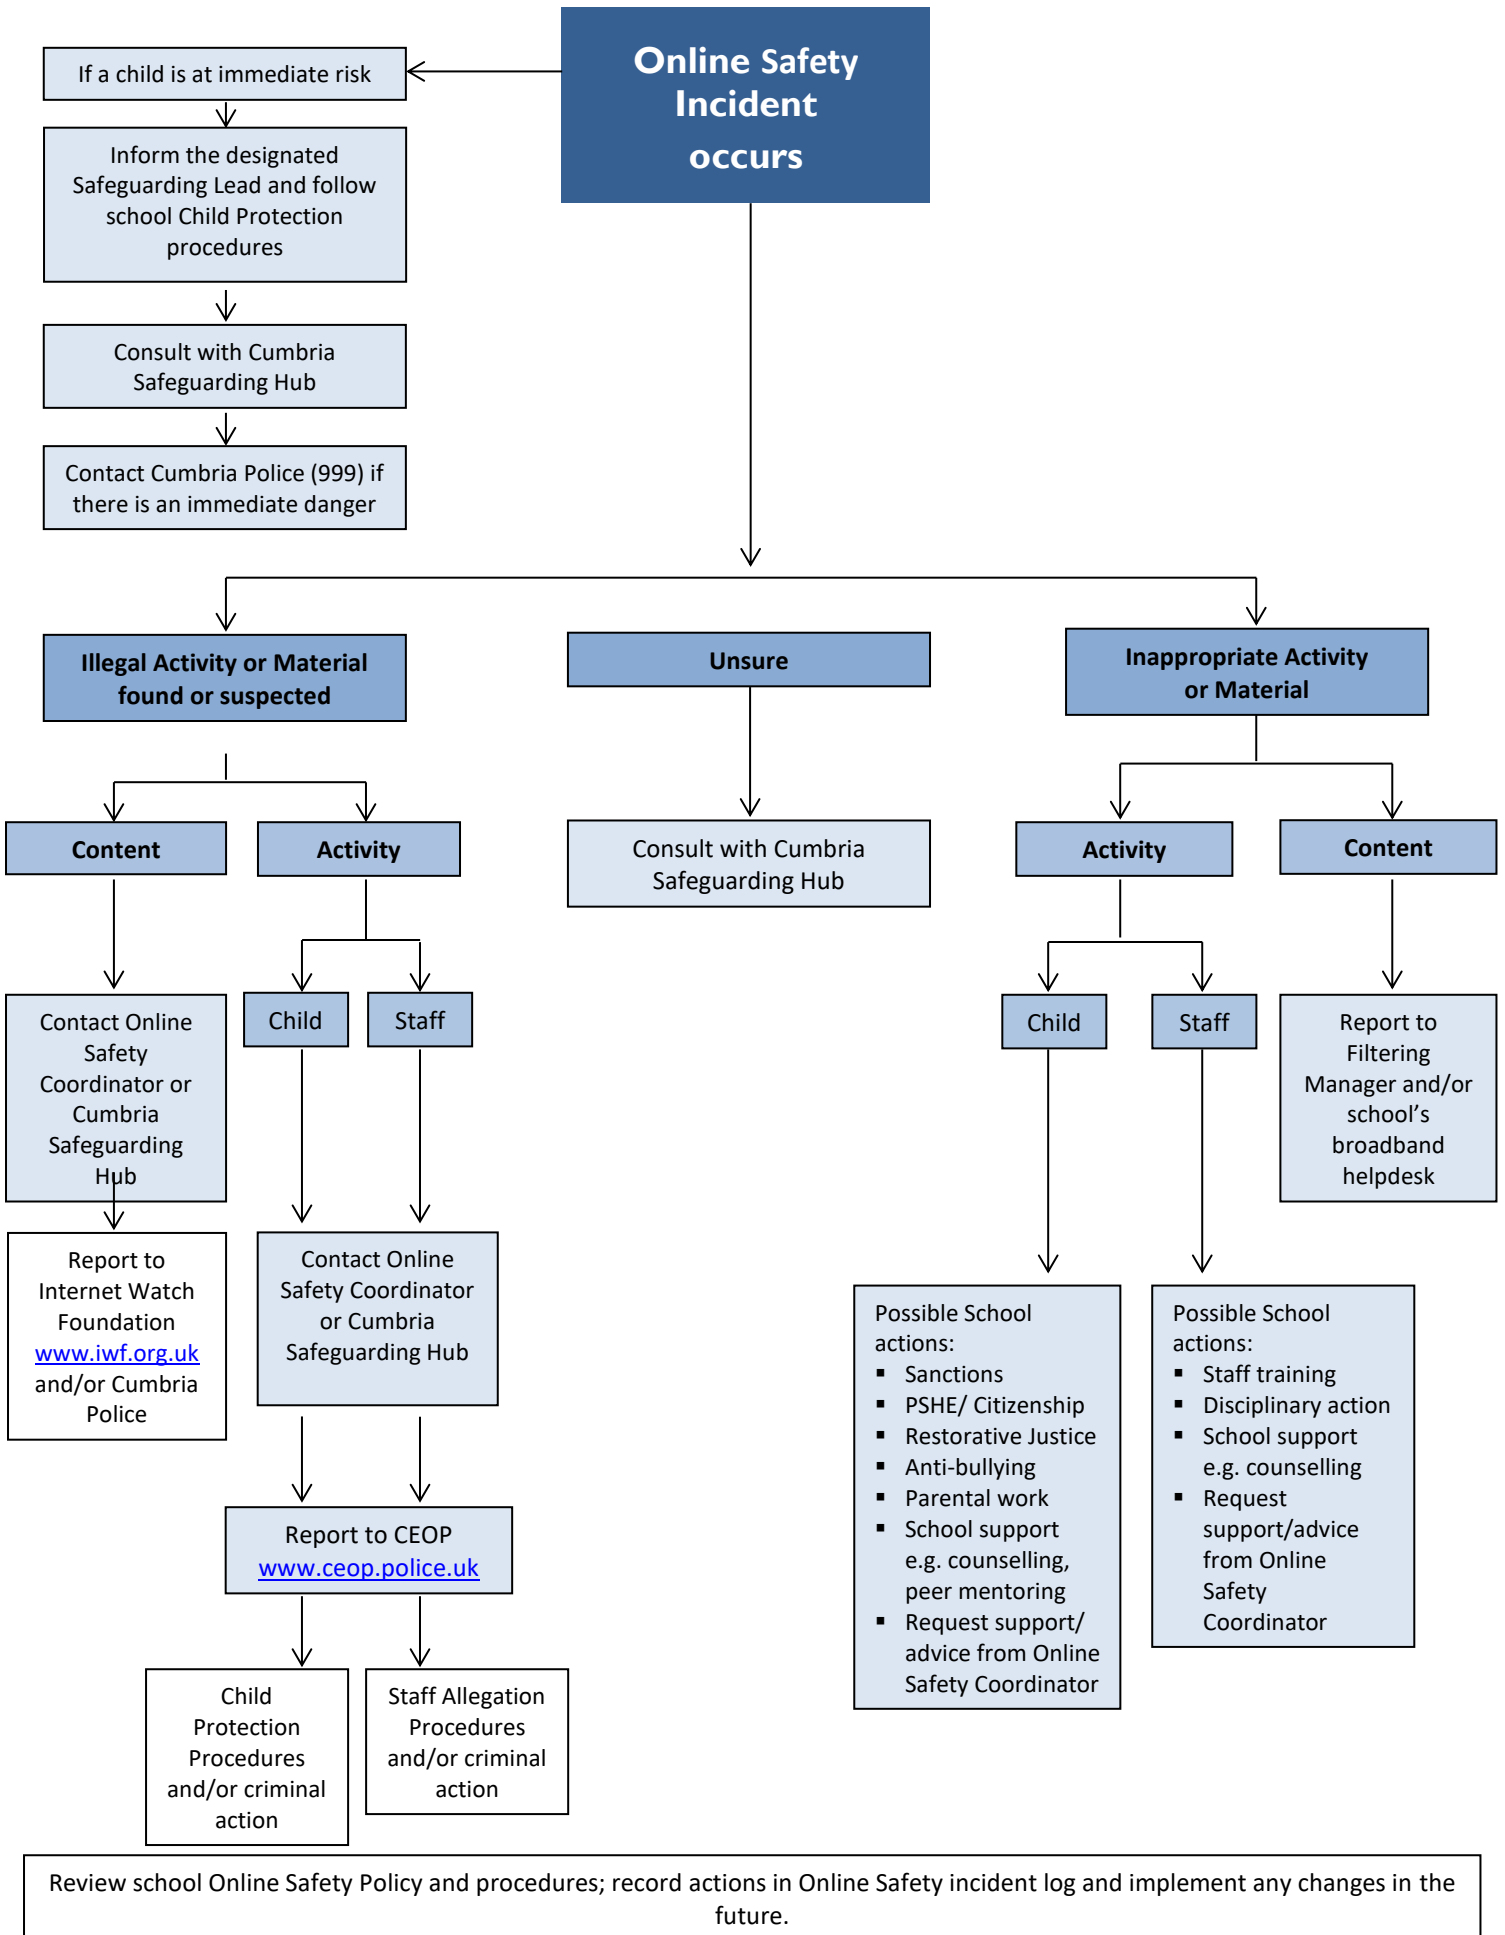 Online Safety
Incident
occurs
If a child is at immediate risk
Inform the designated
Safeguarding Lead and follow
school Child Protection
procedures
Consult with Cumbria
Safeguarding Hub
Contact Cumbria Police (999) if
there is an immediate danger
Illegal Activity or Material
found or suspected
Unsure
Inappropriate Activity
or Material
Content
Activity
Consult with Cumbria
Safeguarding Hub
Activity
Content
Contact Online
Safety
Coordinator or
Cumbria
Safeguarding
Hub
Child
Staff
Child
Staff
Report to
Filtering
Manager and/or
school’s
broadband
helpdesk
Report to
Internet Watch
Foundation
www.iwf.org.uk
and/or Cumbria
Police
Contact Online
Safety Coordinator
or Cumbria
Safeguarding Hub
Possible School
actions:
▪ Sanctions
▪ PSHE/ Citizenship
▪ Restorative Justice
▪ Anti-bullying
▪ Parental work
▪ School support
e.g. counselling,
peer mentoring
▪ Request support/
advice from Online
Safety Coordinator
Possible School
actions:
▪ Staff training
▪ Disciplinary action
▪ School support
e.g. counselling
▪ Request
support/advice
from Online
Safety
Coordinator
Report to CEOP
www.ceop.police.uk
Child
Protection
Procedures
and/or criminal
action
Staff Allegation
Procedures
and/or criminal
action
Review school Online Safety Policy and procedures; record actions in Online Safety incident log and implement any changes in the
future.